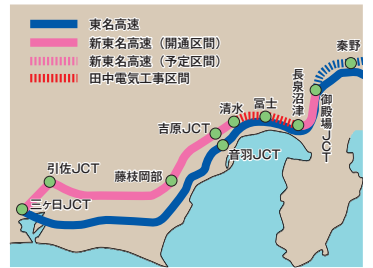 東名高速
新東名高速（開通区間）
新東名高速（予定区間）
田中電気工事区間
秦野
御殿場JCT
長泉沼津
富士
清水
吉原JCT
音羽JCT
藤枝岡部
引佐JCT
三ヶ日JCT